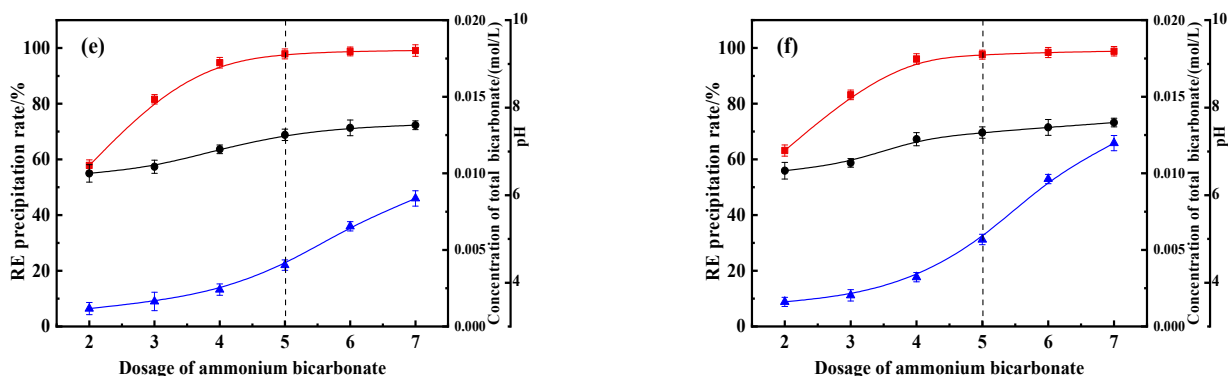 (e)
RE precipitation rate/%
100
80
60
40
20
0
2 3 4 5 6 7
Dosage of ammonium bicarbonate
0.020
0.015
0.010
0.005
0.000
Concentration of total bicarbonate/(mol/L)
10
8
6
4
pH
(f)
RE precipitation rate/%
100
80
60
40
20
0
2 3 4 5 6 7
Dosage of ammonium bicarbonate
0.020
0.015
0.010
0.005
0.000
Concentration of total bicarbonate/(mol/L)
10
8
6
4
pH